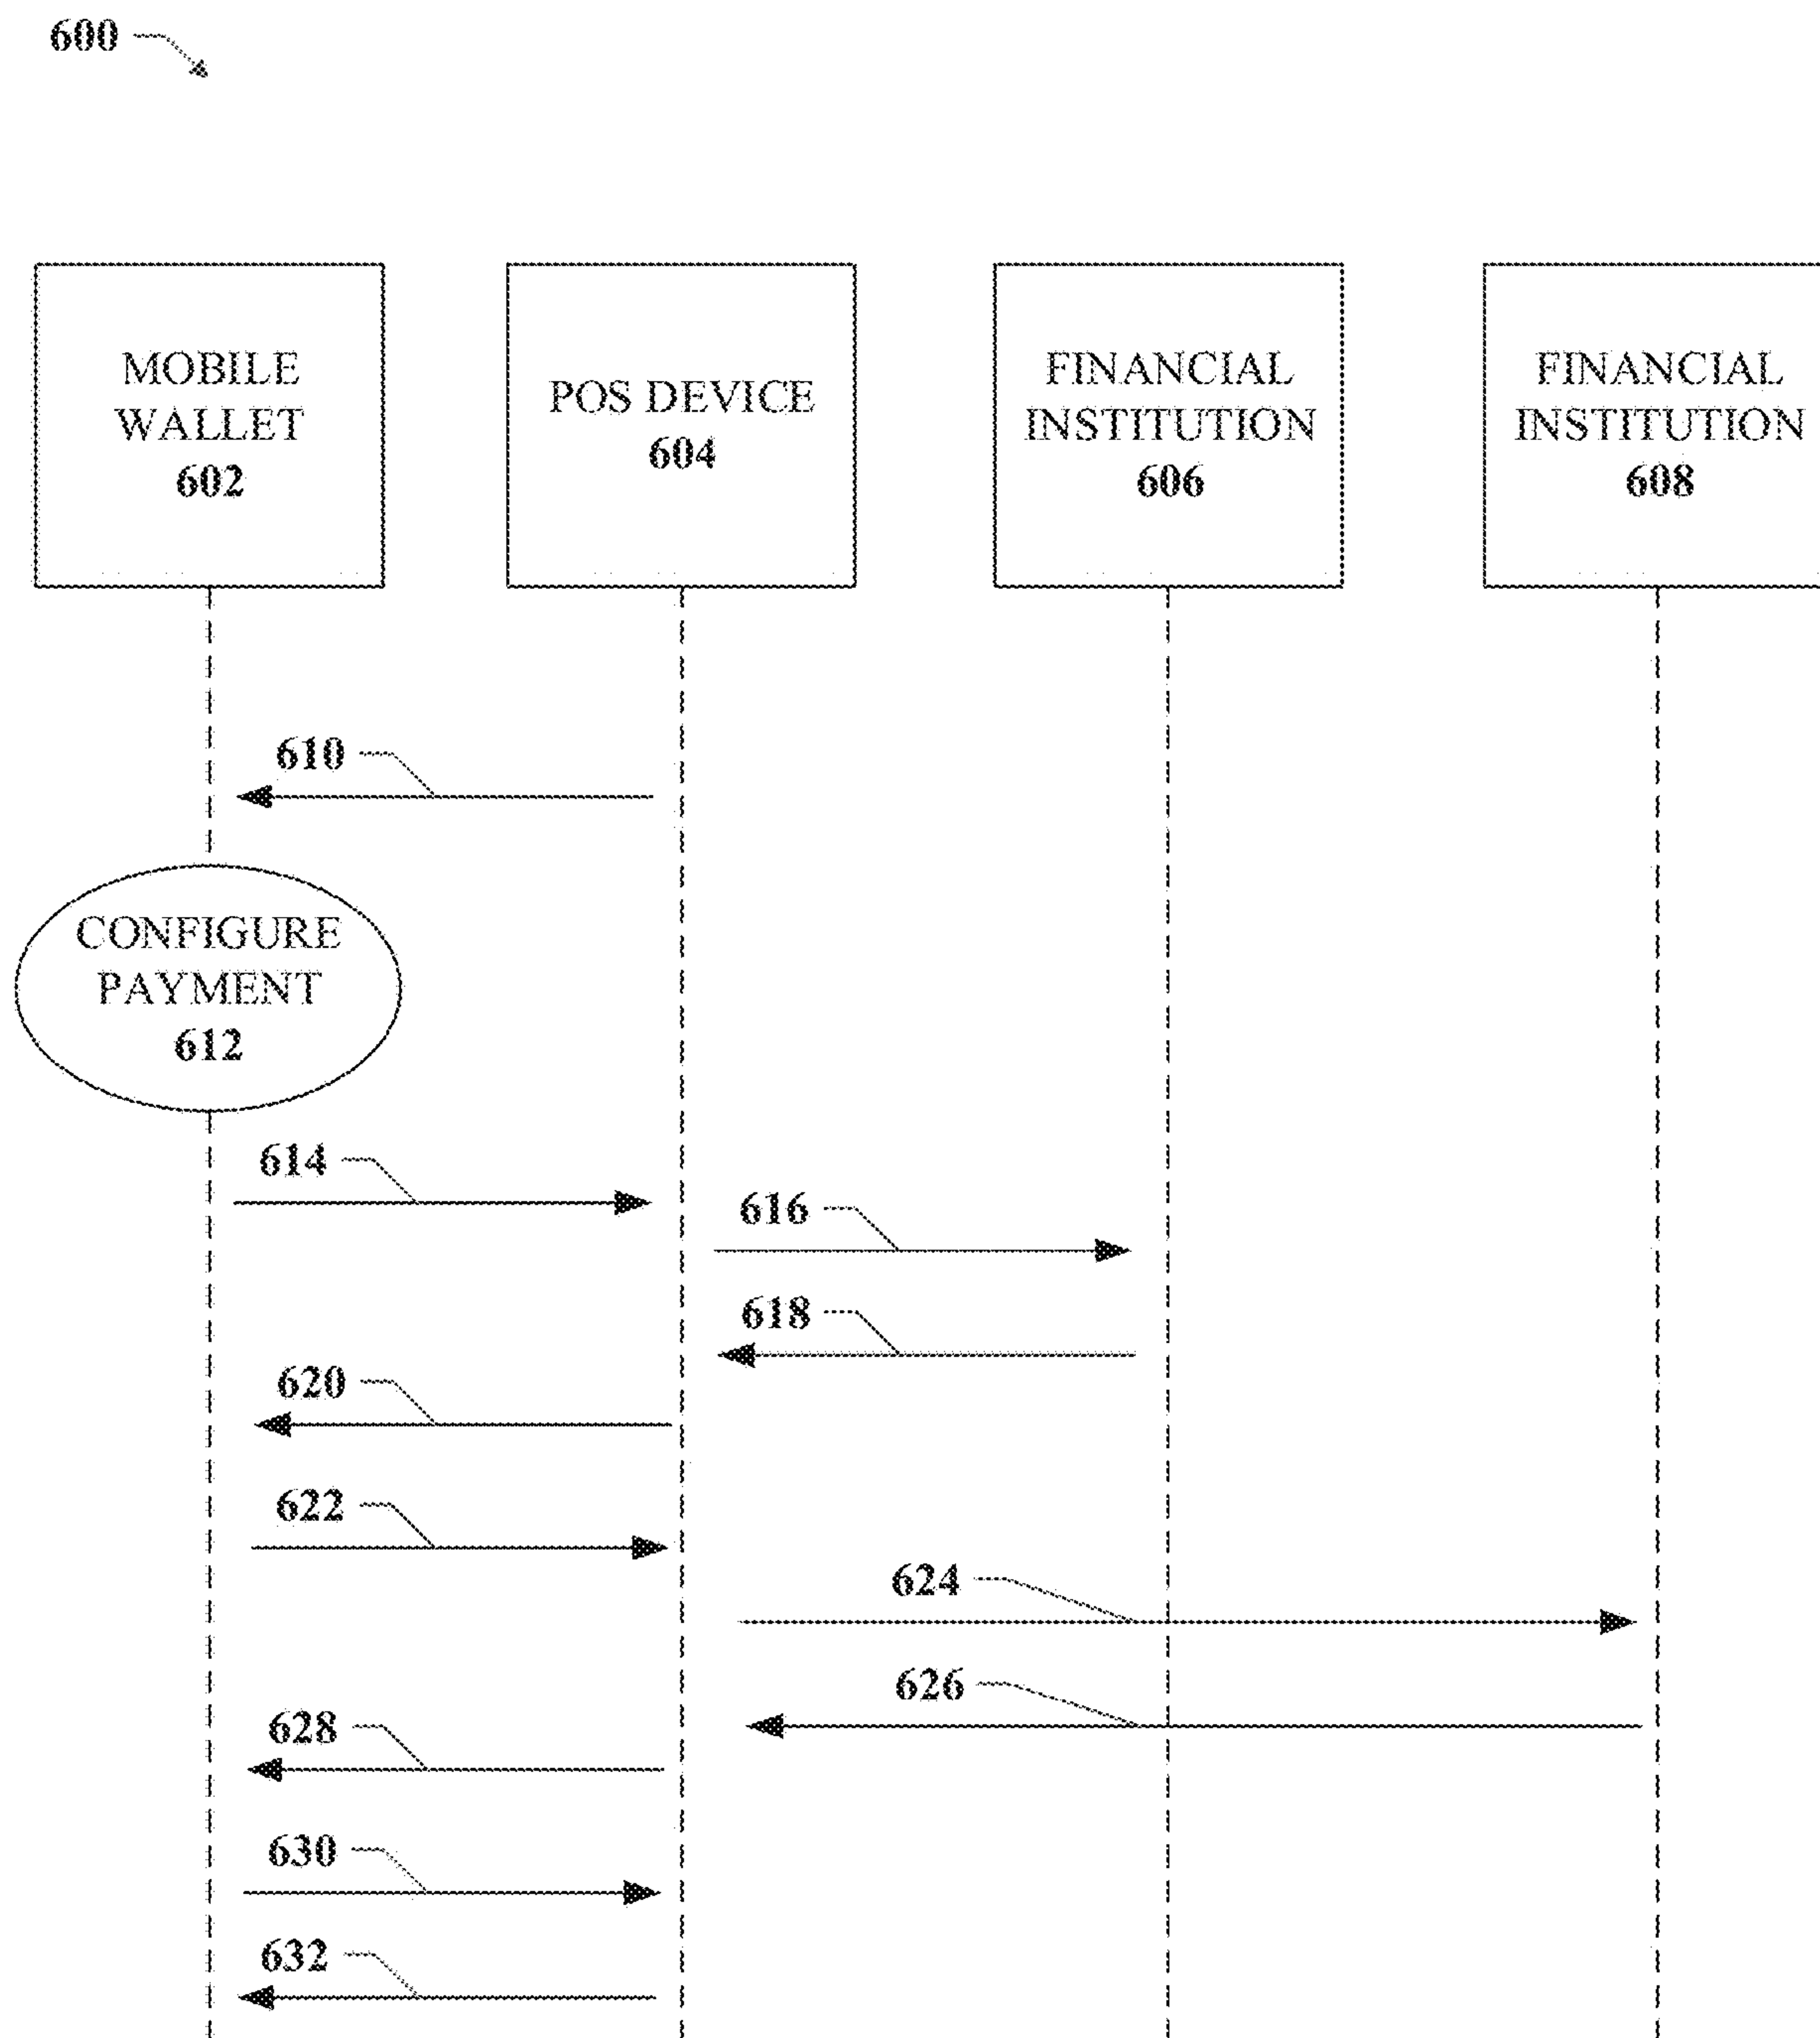 600
MOBILE
WALLET
602
POS DEVICE
604
FINANCIAL
INSTITUTION
606
FINANCIAL
INSTITUTION
608
610
CONFIGURE
PAYMENT
612
614
616
618
620
622
624
626
628
630
632